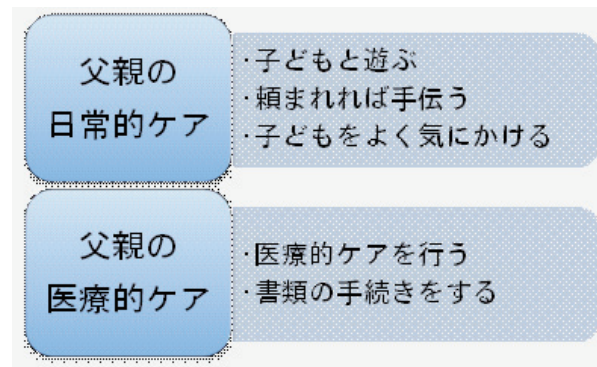 父親の
日常的ケア
・子どもと遊ぶ
・頼まれれば手伝う
・子どもをよく気にかける
父親の
医療的ケア
・医療的ケアを行う
・書類の手続きをする